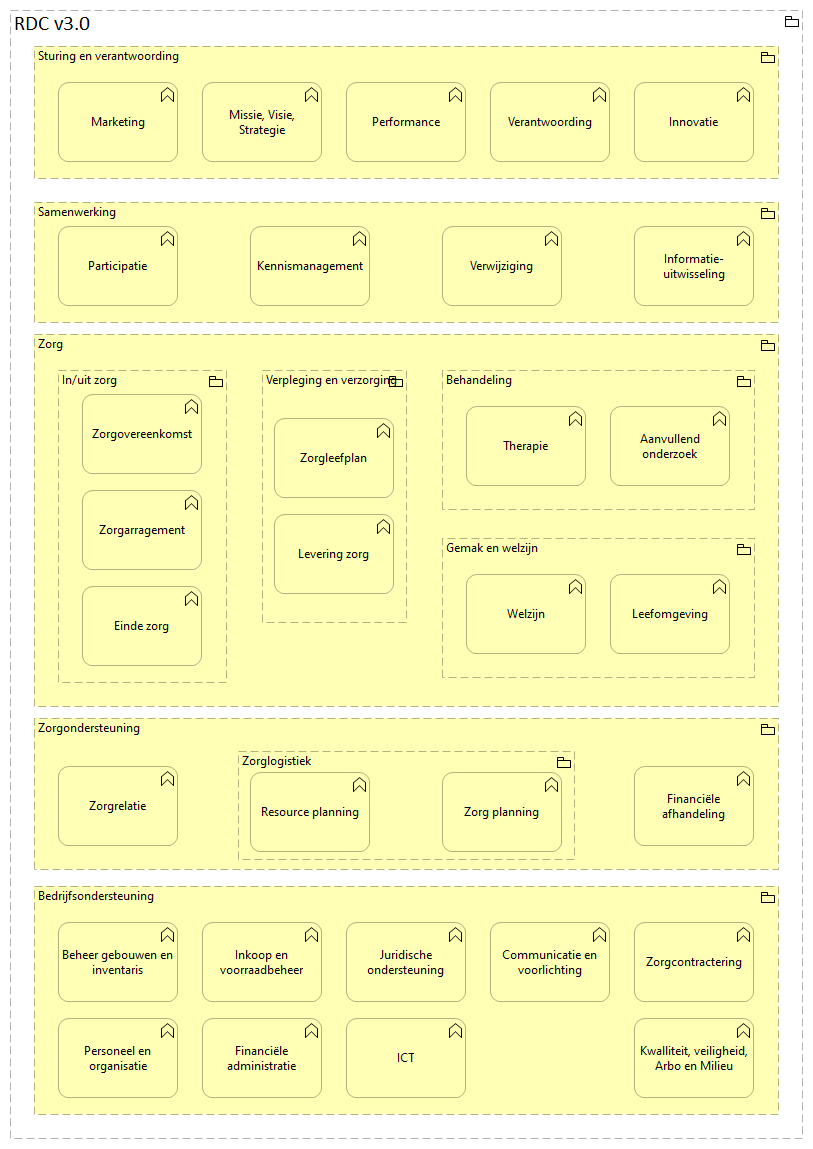 RDC v3.0
Sturing en verantwoording
Marketing
Missie, Visie,
Strategie
Performance
Verantwoording
Innovatie
Samenwerking
Participatie
Kennismanagement
Verwijziging
Informatie-
uitwisseling
Zorg
In/uit zorg
Zorgovereenkomst
Zorgarragement
Einde zorg
Verpleging en verzorging
Zorgleefplan
Levering zorg
Behandeling
Therapie
Aanvullend
onderzoek
Gemak en welzijn
Welzijn
Leefomgeving
Zorgondersteuning
Zorgrelatie
Zorglogistiek
Resource planning
Zorg planning
Financiële
afhandeling
Bedrijfsondersteuning
Beheer gebouwen en
inventaris
Inkoop en
voorraadbeheer
Juridische
ondersteuning
Communicatie en
voorlichting
Zorgcontractering
Personeel en
organisatie
Financiële
administratie
ICT
Kwalliteit, veiligheid,
Arbo en Milieu